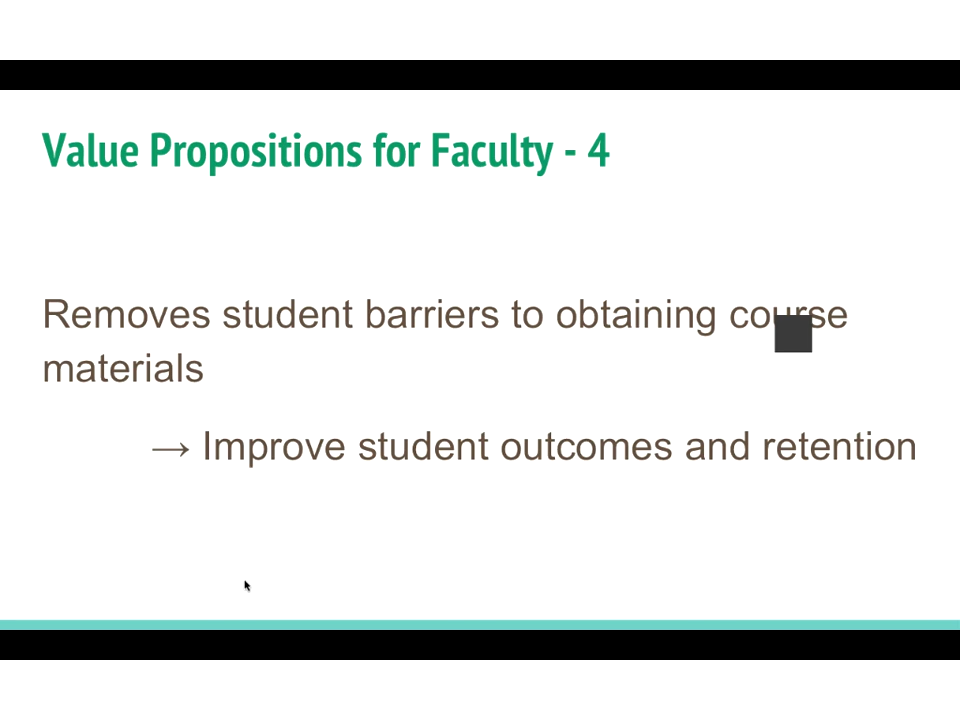 Value Propositions for Faculty - 4
Removes student barriers to obtaining course
materials
→ Improve student outcomes and retention